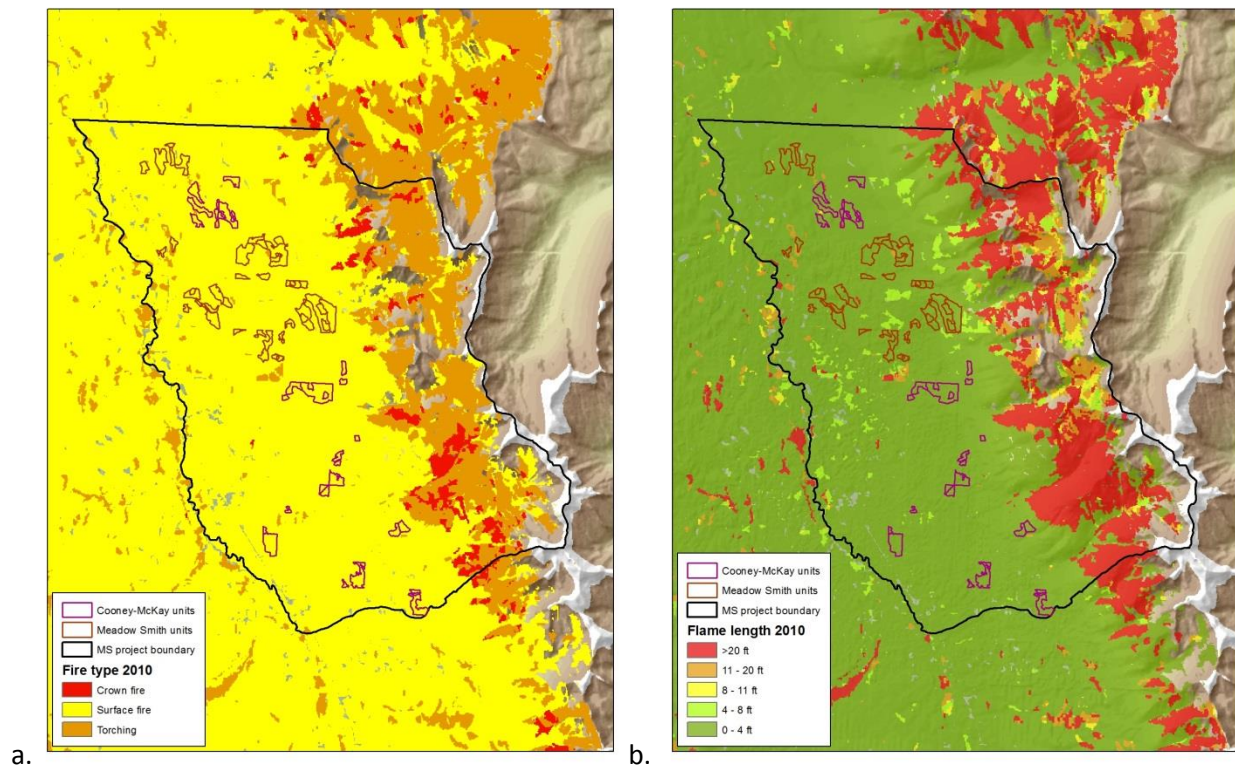 Cooney-McKay units
Meadow Smith units
MS project boundary
Fire type 2010
Crown fire
Surface fire
Torching
a.
Cooney-McKay units
Meadow Smith units
MS project boundary
Flame length 2010
>20 ft
11 - 20 ft
8 - 11 ft
4 - 8 ft
0 - 4 ft
b.